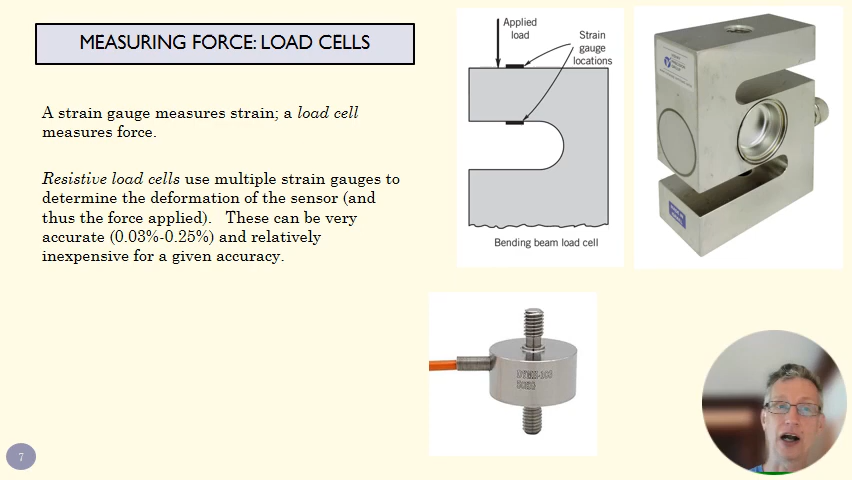 MEASURING FORCE: LOAD CELLS
A strain gauge measures strain; a load cell
measures force.
Resistive load cells use multiple strain gauges to
determine the deformation of the sensor (and
thus the force applied). These can be very
accurate (0.03%-0.25%) and relatively
inexpensive for a given accuracy.
Applied
load
Strain
gauge
locations
Bending beam load cell
7